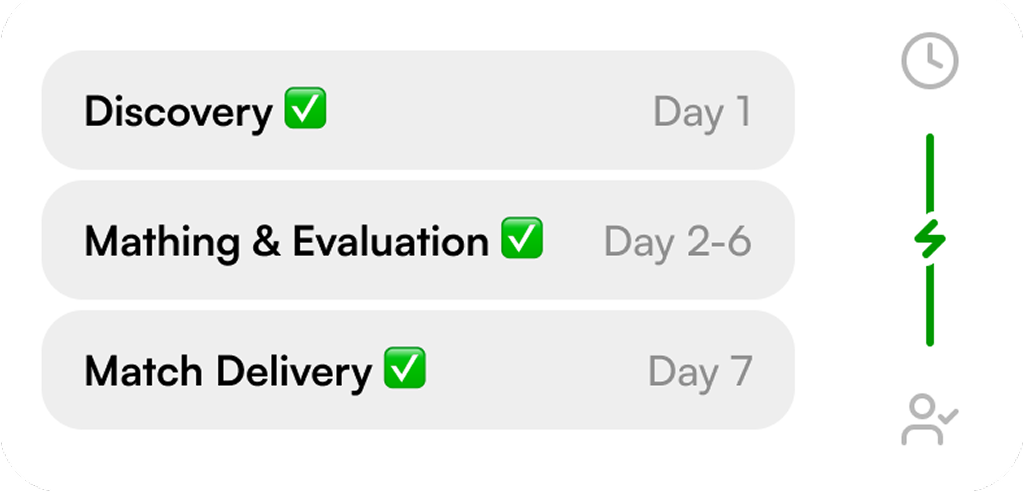 Discovery ✅ Day 1
Mathing & Evaluation ✅ Day 2-6
Match Delivery ✅ Day 7